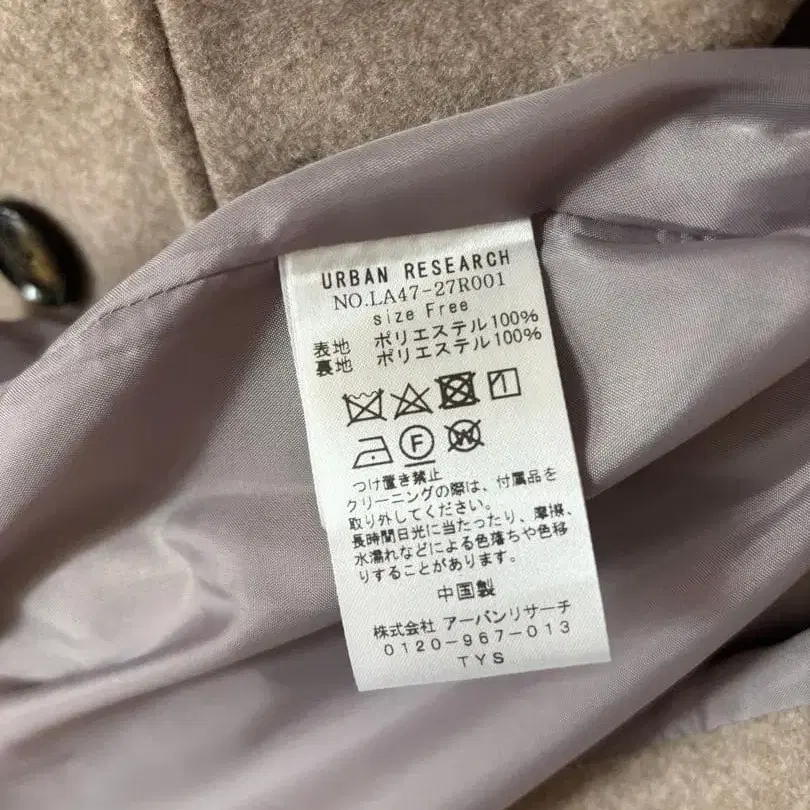 URBAN RESEARCH
NO.LA47-27R001
size Free
表地 ポリエステル100%
裏地 ポリエステル100%
F W
つけ置き禁止
クリーニングの際は、付属品を
取り外してください。
長時間日光に当たったり、摩擦、
水濡れなどによる色落ちや色移
りすることがあります。
中国製
株式会社 アーバンリサーチ
0120-967-013
TYS